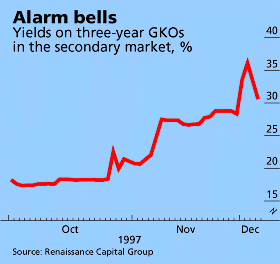 Alarm bells
Yields on three-year GKOs
in the secondary market, %
40
35
30
25
20
15
Oct
Nov
Dec
1997
Source: Renaissance Capital Group